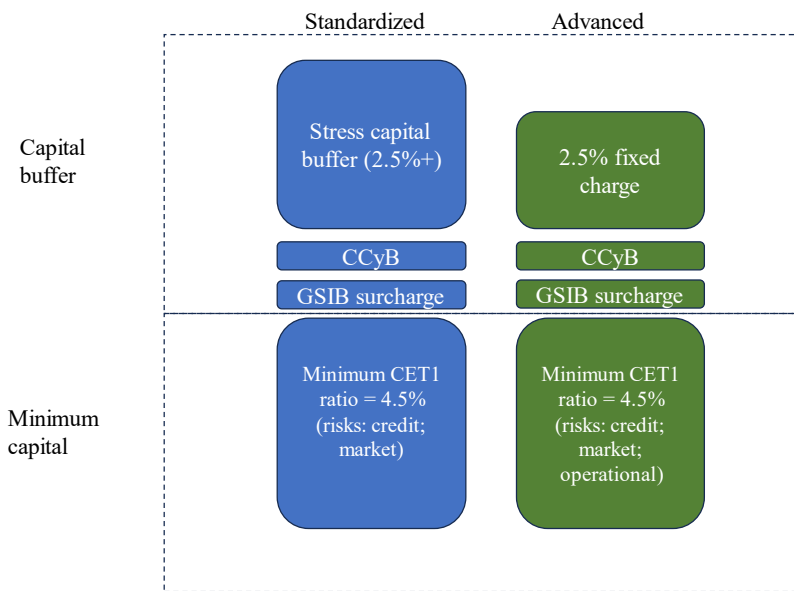 Standardized
Advanced
Capital
buffer
Stress capital
buffer (2.5%+)
2.5% fixed
charge
CCyB
CCyB
GSIB surcharge
GSIB surcharge
Minimum
capital
Minimum CET1
ratio = 4.5%
(risks: credit;
market)
Minimum CET1
ratio = 4.5%
(risks: credit;
market;
operational)